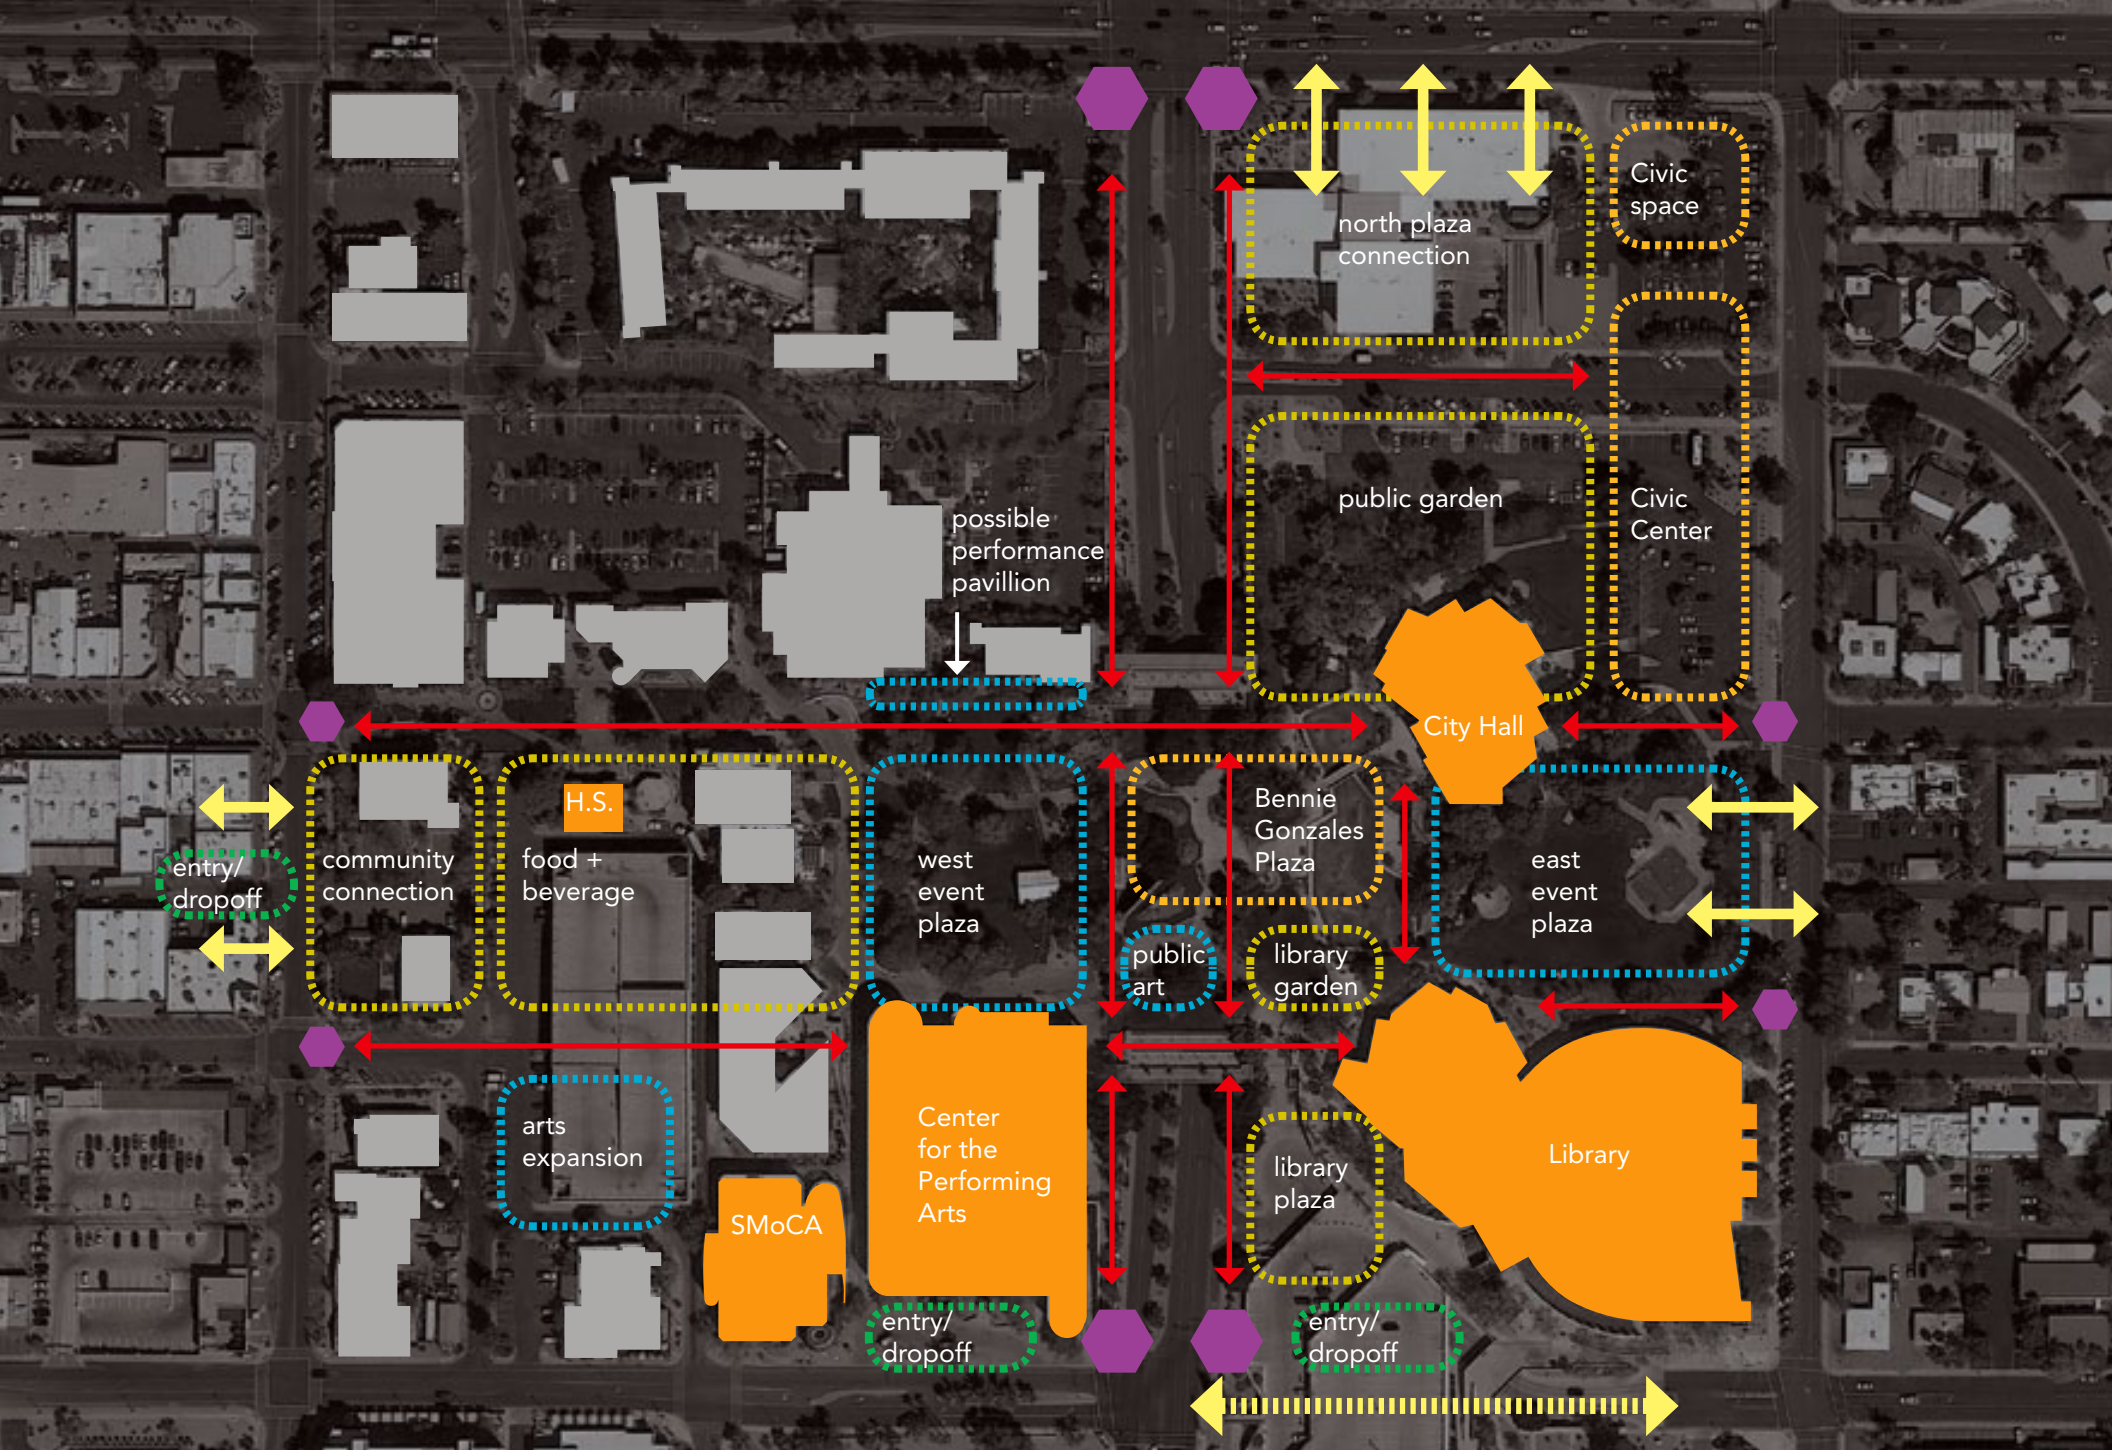 Civic
space
north plaza
connection
possible
performance
pavillion
public garden
Civic
Center
City Hall
H.S.
Bennie
Gonzales
Plaza
entry/
dropoff
community
connection
food +
beverage
west
event
plaza
east
event
plaza
public
art
library
garden
arts
expansion
Center
for the
Performing
Arts
library
plaza
Library
SMoCA
entry/
dropoff
entry/
dropoff